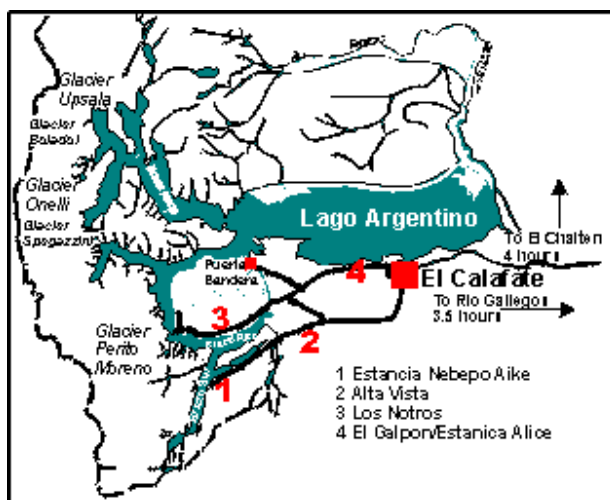 Glacier
Upsala
Glacier
Onelli
Glacier
Spegazzini
Lago Argentino
To El Chalten
4 hours
Puerto
Bandera
4
El Calafate
To Rio Gallegos
3.5 hours
3
Glacier
Perito
Moreno
2
1
1 Estancia Nebepo Aike
2 Alta Vista
3 Los Notros
4 El Galpon/Estanica Alice